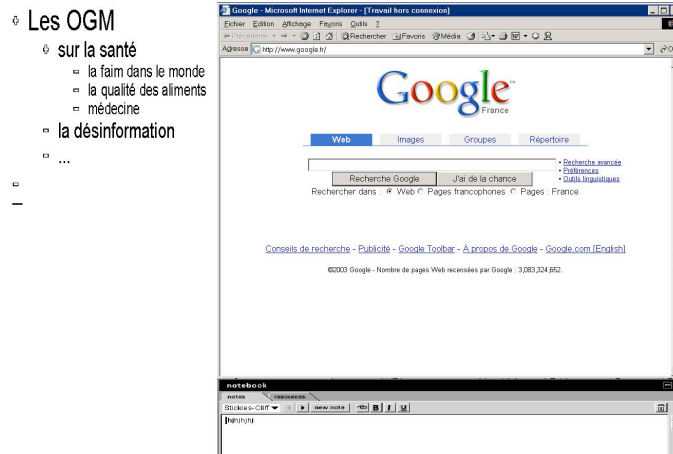 Les OGM
sur la santé
la faim dans le monde
la qualité des aliments
médecine
la désinformation
...
Google - Microsoft Internet Explorer - [Travail hors connexion]
Fichier Edition Affichage Favoris Outils ?
Précédente Rechercher Favoris Média
Adresse http://www.google.fr/
Google
France
Web Images Groupes Répertoire
• Recherche avancée
• Préférences
• Outils linguistiques
Recherche Google J'ai de la chance
Rechercher dans : Web Pages francophones Pages : France
Conseils de recherche - Publicité - Google Toolbar - À propos de Google - Google.com [English]
©2003 Google - Nombre de pages Web recensées par Google : 3,083,324,652.
notebook
notes resources
Stickies-Cliff new note B I U